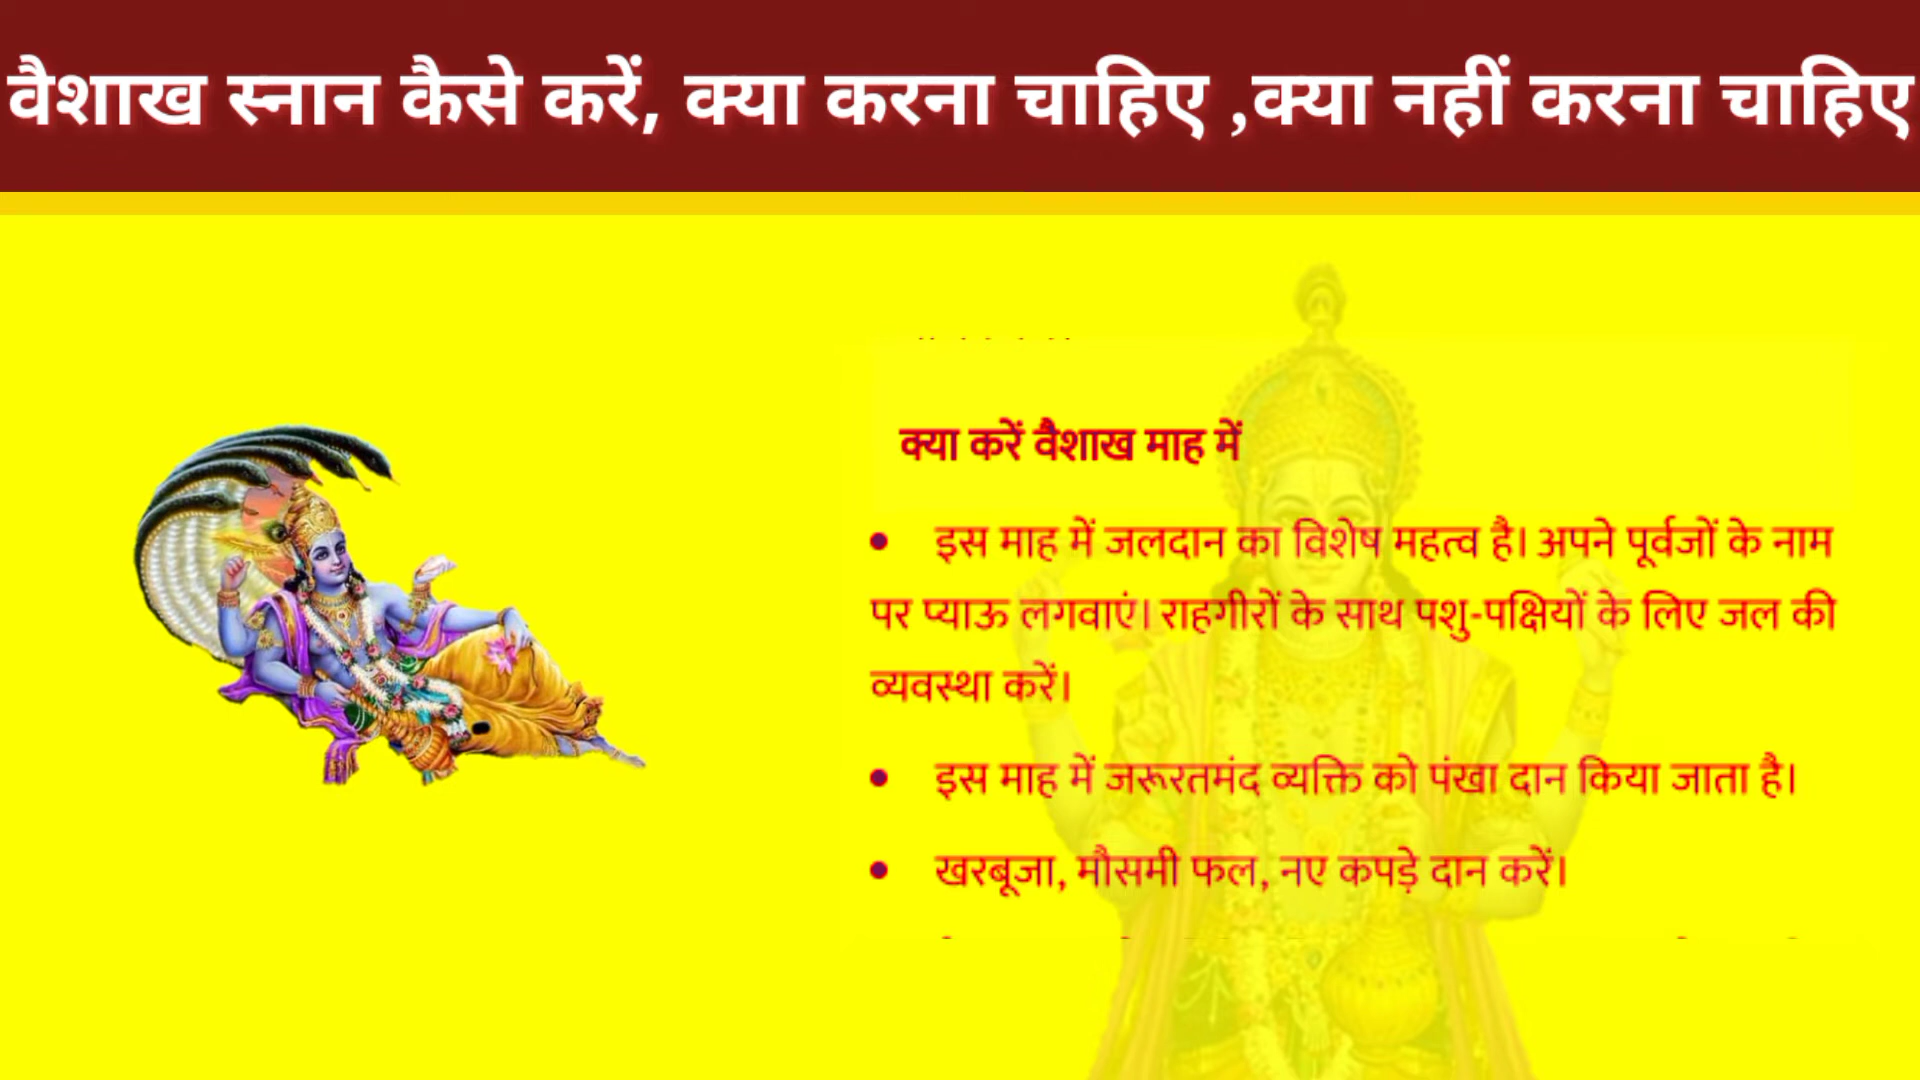 वैशाख स्नान कैसे करें, क्या करना चाहिए ,क्या नहीं करना चाहिए
क्या करें वैशाख माह में
• इस माह में जलदान का विशेष महत्व है। अपने पूर्वजों के नाम
पर प्याऊ लगवाएं। राहगीरों के साथ पशु-पक्षियों के लिए जल की
व्यवस्था करें।
• इस माह में जरूरतमंद व्यक्ति को पंखा दान किया जाता है।
• खरबूजा, मौसमी फल, नए कपड़े दान करें।